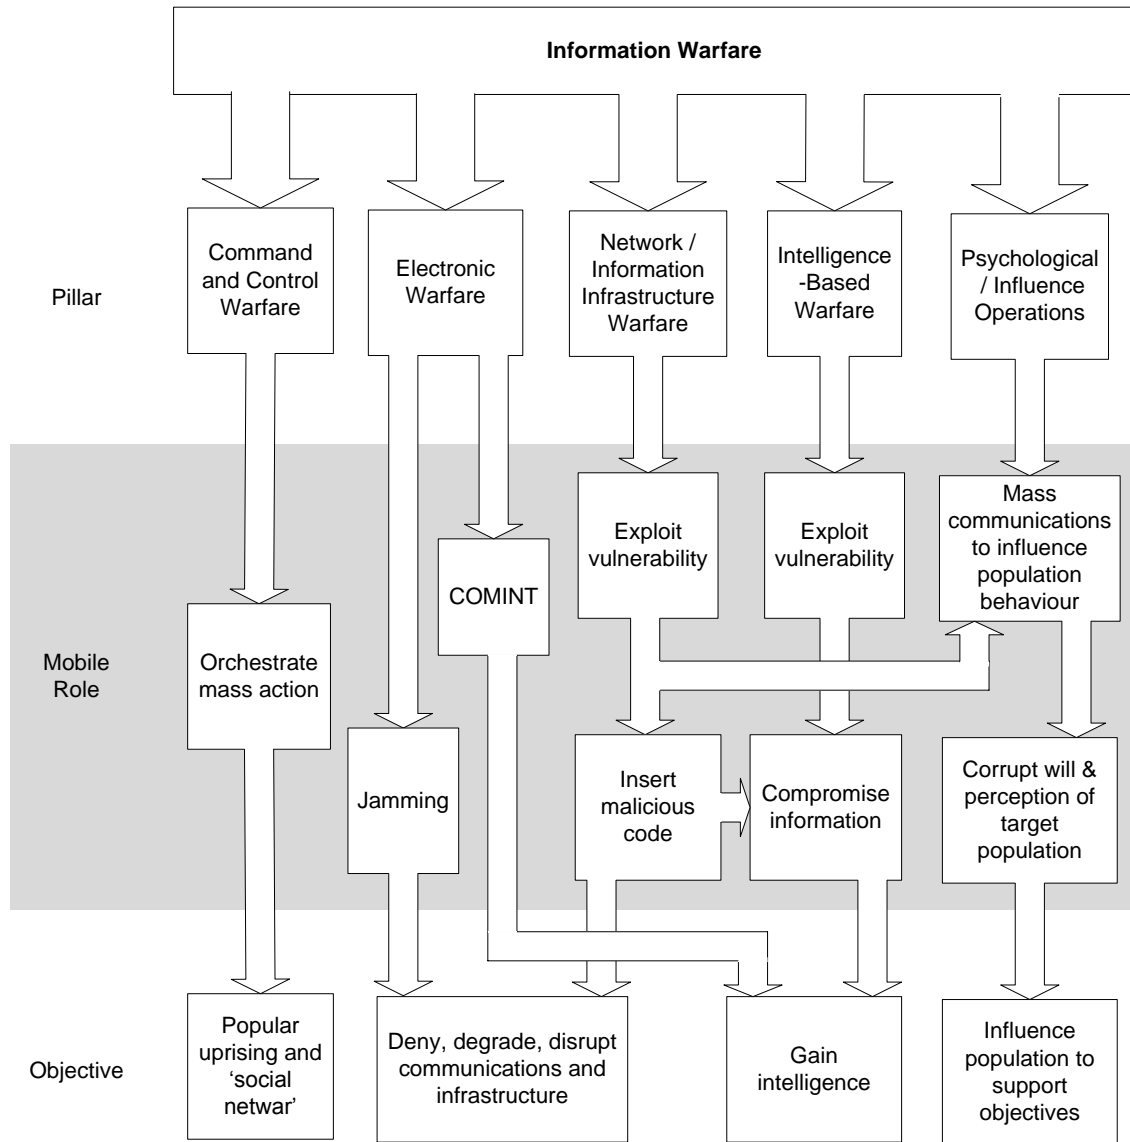 Information Warfare
Pillar
Command
and Control
Warfare
Electronic
Warfare
Network /
Information
Infrastructure
Warfare
Intelligence
-Based
Warfare
Psychological
/ Influence
Operations
Mobile
Role
Orchestrate
mass action
Jamming
COMINT
Exploit
vulnerability
Exploit
vulnerability
Mass
communications
to influence
population
behaviour
Insert
malicious
code
Compromise
information
Corrupt will &
perception of
target
population
Objective
Popular
uprising and
‘social
netwar’
Deny, degrade, disrupt
communications and
infrastructure
Gain
intelligence
Influence
population to
support
objectives